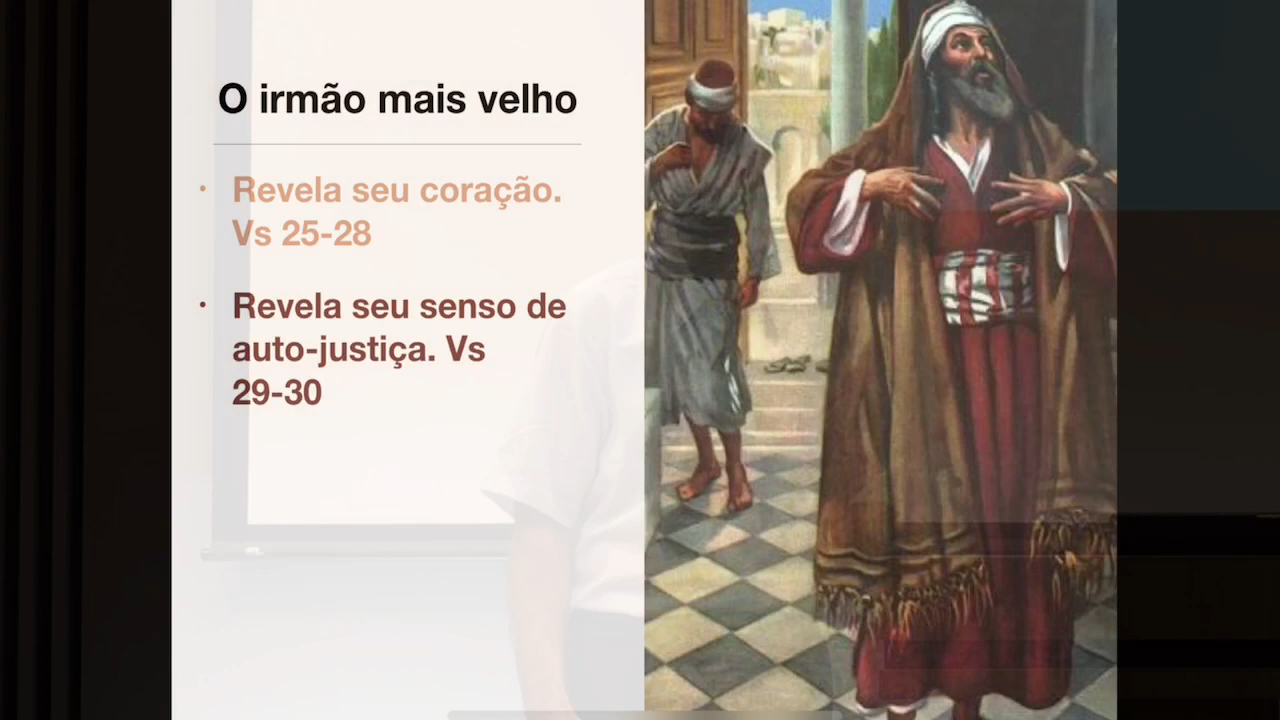 O irmão mais velho
· Revela seu coração.
Vs 25-28
· Revela seu senso de
auto-justiça. Vs
29-30